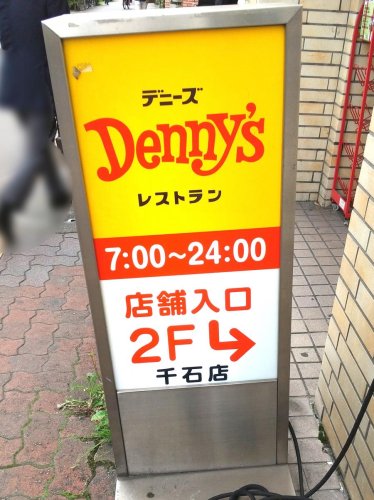 デニーズ
Denny's
レストラン
7:00~24:00
店舗入口
2F
千石店